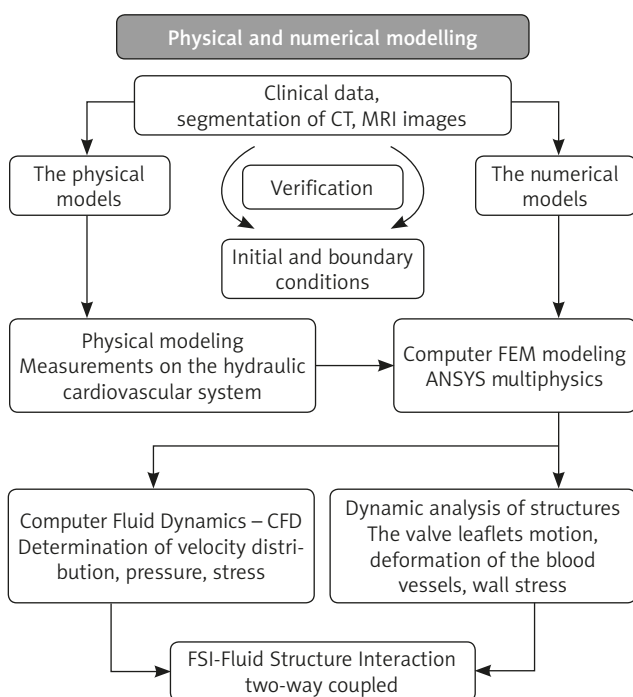 Physical and numerical modelling
Clinical data,
segmentation of CT, MRI images
The physical
models
Verification
The numerical
models
Initial and boundary
conditions
Physical modeling
Measurements on the hydraulic
cardiovascular system
Computer FEM modeling
ANSYS multiphysics
Computer Fluid Dynamics – CFD
Determination of velocity distri-
bution, pressure, stress
Dynamic analysis of structures
The valve leaflets motion,
deformation of the blood
vessels, wall stress
FSI-Fluid Structure Interaction
two-way coupled